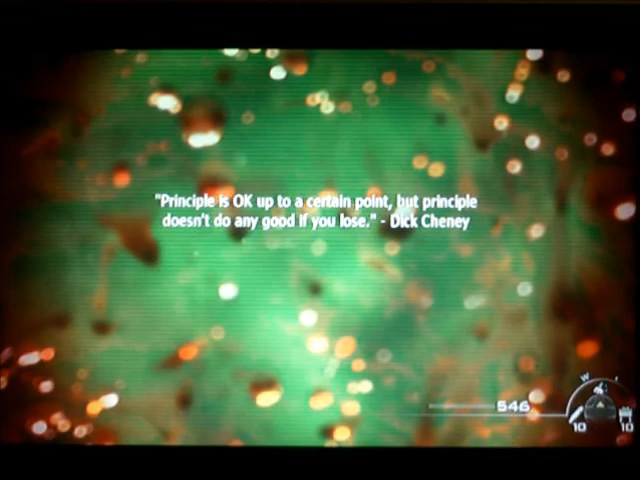 "Principle is OK up to a certain point, but principle
doesn't do any good if you lose." - Dick Cheney
W
546
10
10